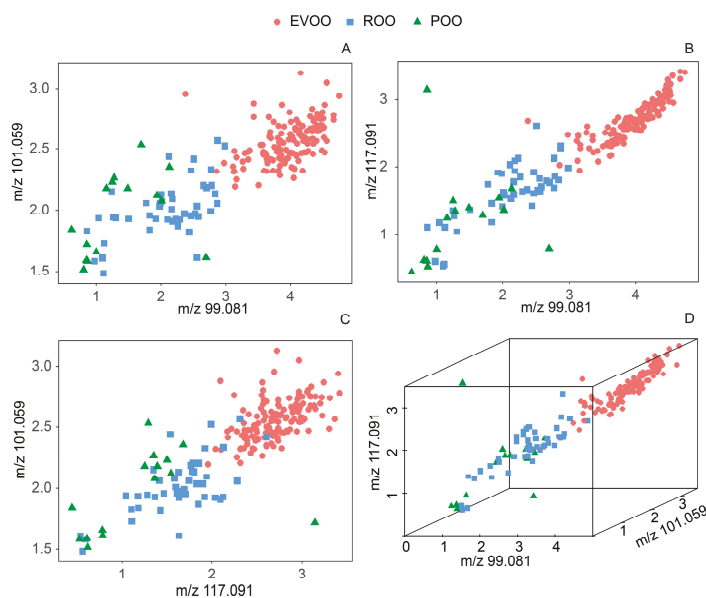 EVOO ROO POO
A
3.0
2.5
2.0
1.5
m/z 101.059
1 2 3 4
m/z 99.081
B
3
2
1
m/z 117.091
1 2 3 4
m/z 99.081
C
3.0
2.5
2.0
1.5
m/z 101.059
1 2 3
m/z 117.091
D
3
2
1
m/z 117.091
0 1 2 3 4
m/z 99.081
1 2 3
m/z 101.059